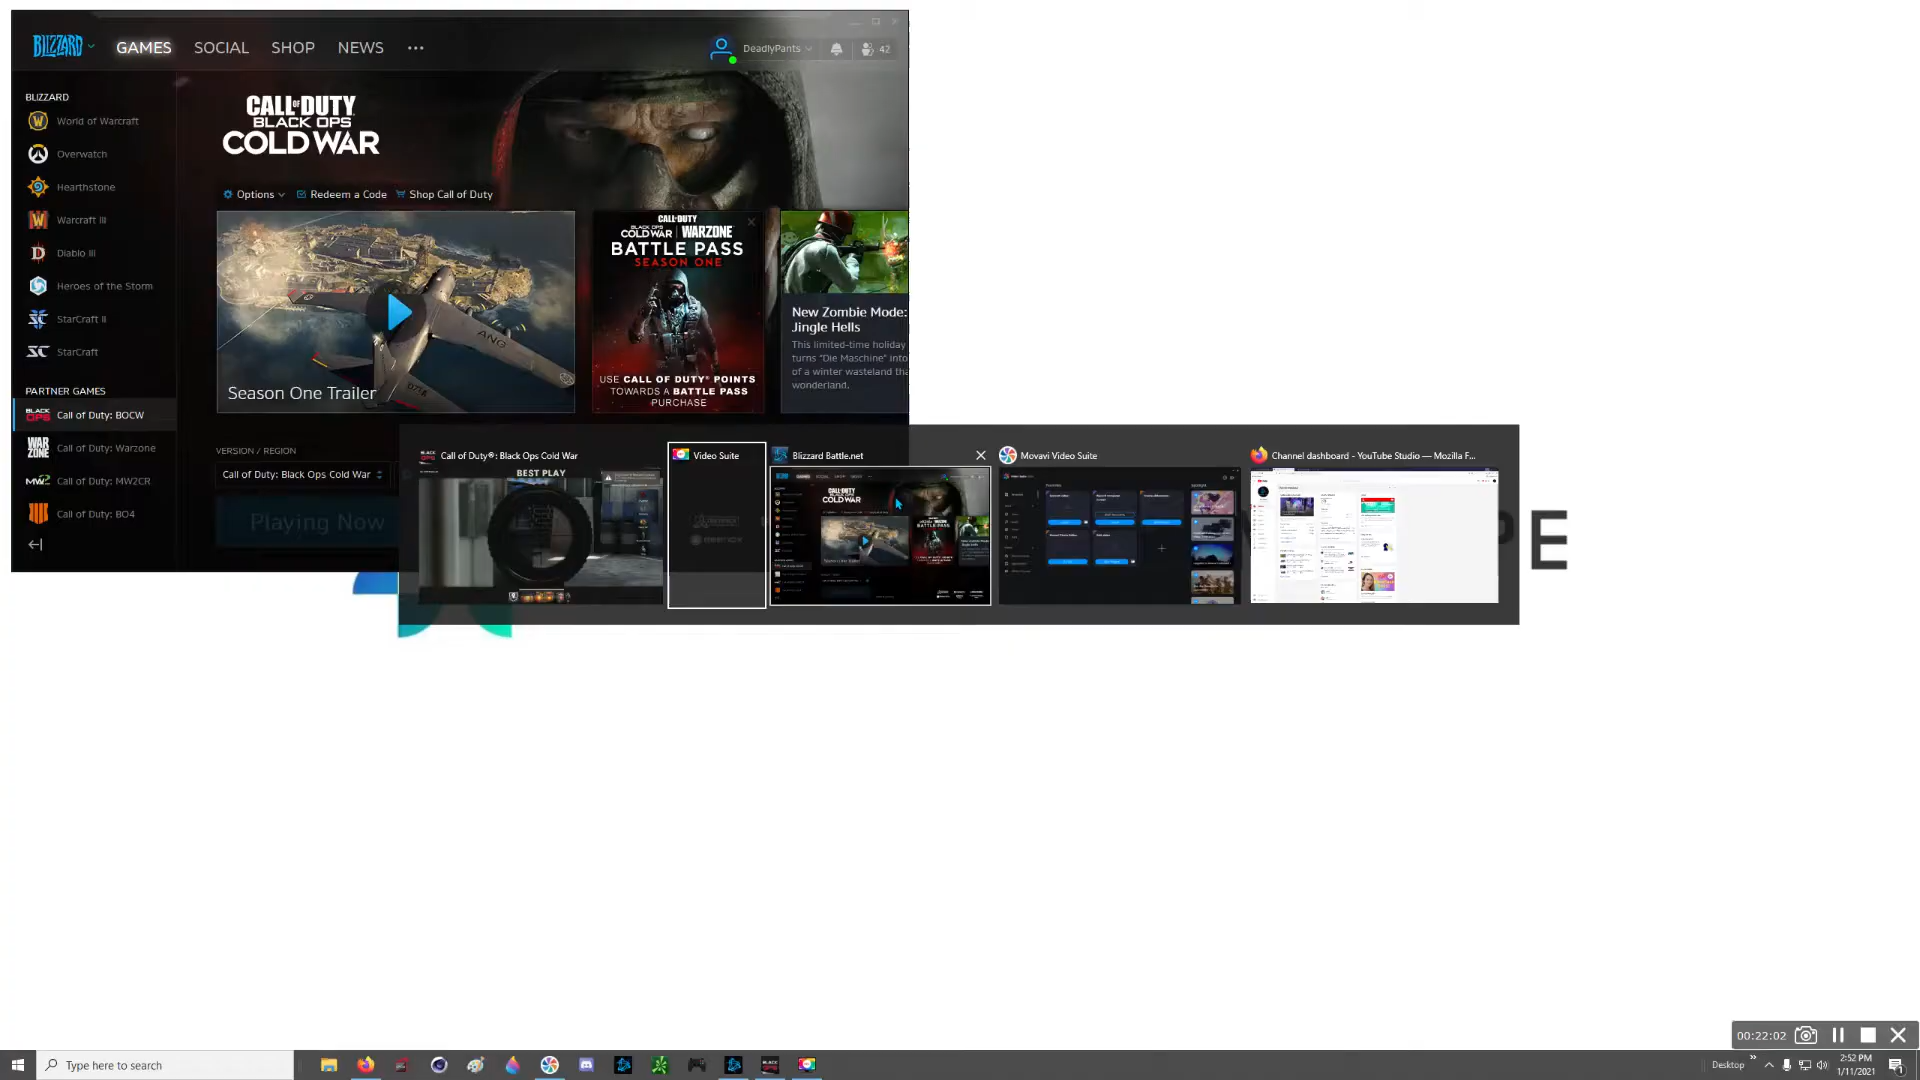 BLIZZARD
GAMES
SOCIAL
SHOP
NEWS
DeadlyPants
42
BLIZZARD
World of Warcraft
Overwatch
Hearthstone
Warcraft III
Diablo III
Heroes of the Storm
StarCraft II
StarCraft
PARTNER GAMES
Call of Duty: BOCW
Call of Duty: Warzone
Call of Duty: MW2CR
Call of Duty: BO4
CALL OF DUTY
BLACK OPS
COLD WAR
Options
Redeem a Code
Shop Call of Duty
ANG
Season One Trailer
CALL OF DUTY
BLACK OPS
COLD WAR | WARZONE
BATTLE PASS
SEASON ONE
USE CALL OF DUTY® POINTS
TOWARDS A BATTLE PASS
PURCHASE
New Zombie Mode:
Jingle Hells
This limited-time holiday
turns "Die Maschine" into
of a winter wasteland tha
wonderland.
VERSION / REGION
Call of Duty: Black Ops Cold War
Playing Now
Call of Duty®: Black Ops Cold War
BEST PLAY
Video Suite
Blizzard Battle.net
Movavi Video Suite
Channel dashboard - YouTube Studio — Mozilla F...
PE
00:22:02
Type here to search
Desktop
2:52 PM
1/11/2021